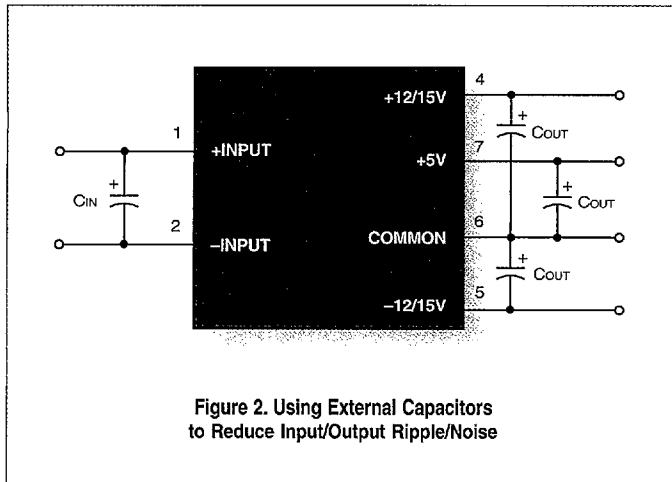 4
+12/15V
+
COUT
1
7
+INPUT
+5V
+
CIN
+
COUT
2
6
-INPUT
COMMON
+
COUT
5
–12/15V
Figure 2. Using External Capacitors
to Reduce Input/Output Ripple/Noise